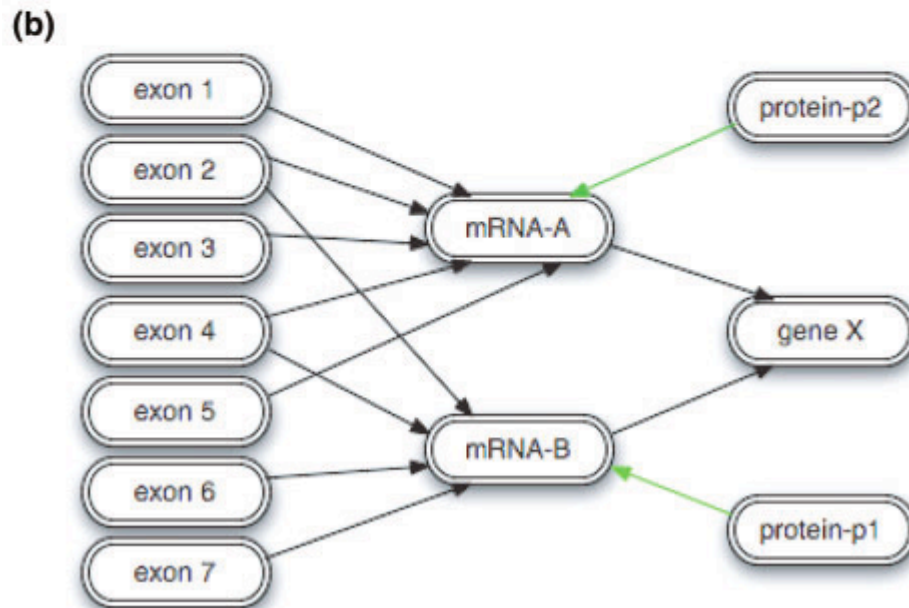 (b)
exon 1
exon 2
exon 3
exon 4
exon 5
exon 6
exon 7
mRNA-A
mRNA-B
protein-p2
gene X
protein-p1